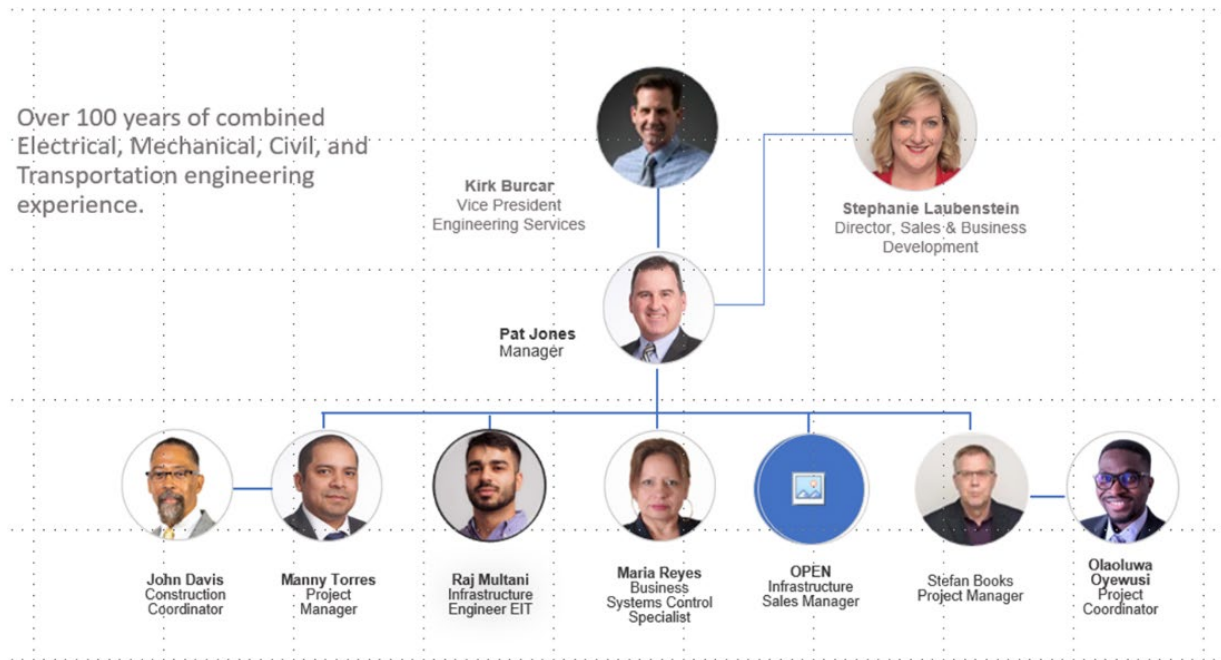 Over 100 years of combined
Electrical, Mechanical, Civil, and
Transportation engineering
experience.
Kirk Burcar
Vice President
Engineering Services
Stephanie Laubenstein
Director, Sales & Business
Development
Pat Jones
Manager
John Davis
Construction
Coordinator
Manny Torres
Project
Manager
Raj Multani
Infrastructure
Engineer EIT
Maria Reyes
Business
Systems Control
Specialist
OPEN
Infrastructure
Sales Manager
Stefan Books
Project Manager
Olaoluwa
Oyewusi
Project
Coordinator